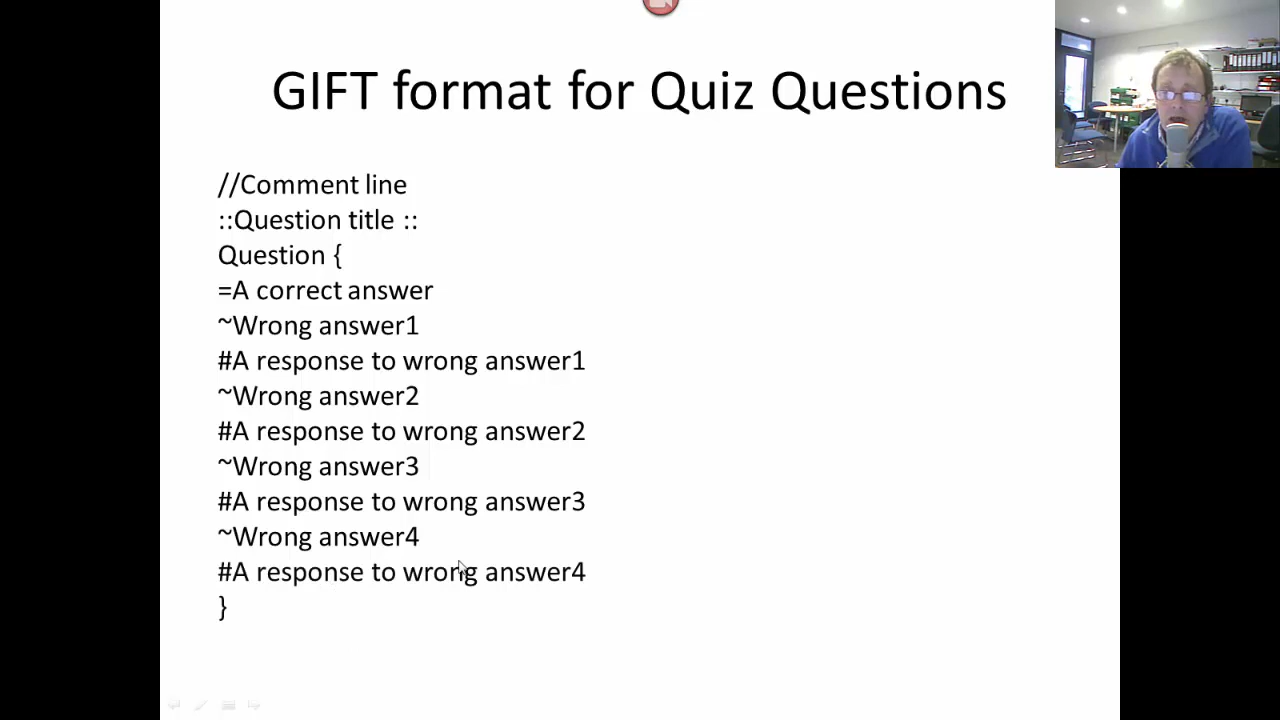 GIFT format for Quiz Questions
//Comment line
::Question title ::
Question {
=A correct answer
~Wrong answer1
#A response to wrong answer1
~Wrong answer2
#A response to wrong answer2
~Wrong answer3
#A response to wrong answer3
~Wrong answer4
#A response to wrong answer4
}